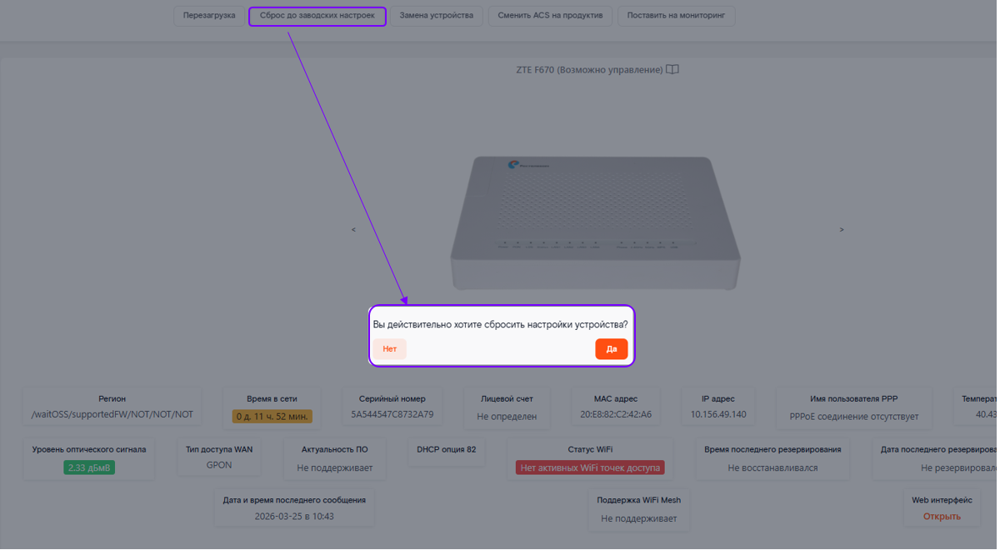 Перезагрузка
Сброс до заводских настроек
Замена устройства
Сменить ACS на продуктив
Поставить на мониторинг
ZTE F670 (Возможно управление)
<
>
Вы действительно хотите сбросить настройки устройства?
Нет
Да
Регион
/waitOSS/supportedFW/NOT/NOT/NOT
Время в сети
0 д. 11 ч. 52 мин.
Серийный номер
5A544547C8732A79
Лицевой счет
Не определен
MAC адрес
20:E8:82:C2:42:A6
IP адрес
10.156.49.140
Имя пользователя PPP
PPPoE соединение отсутствует
Темпера
40.43
Уровень оптического сигнала
2.33 дБмВ
Тип доступа WAN
GPON
Актуальность ПО
Не поддерживает
DHCP опция 82
Статус WiFi
Нет активных WiFi точек доступа
Время последнего резервирования
Не восстанавливался
Дата последнего резервирова
Не резервировал
Дата и время последнего сообщения
2026-03-25 в 10:43
Поддержка WiFi Mesh
Не поддерживает
Web интерфейс
Открыть